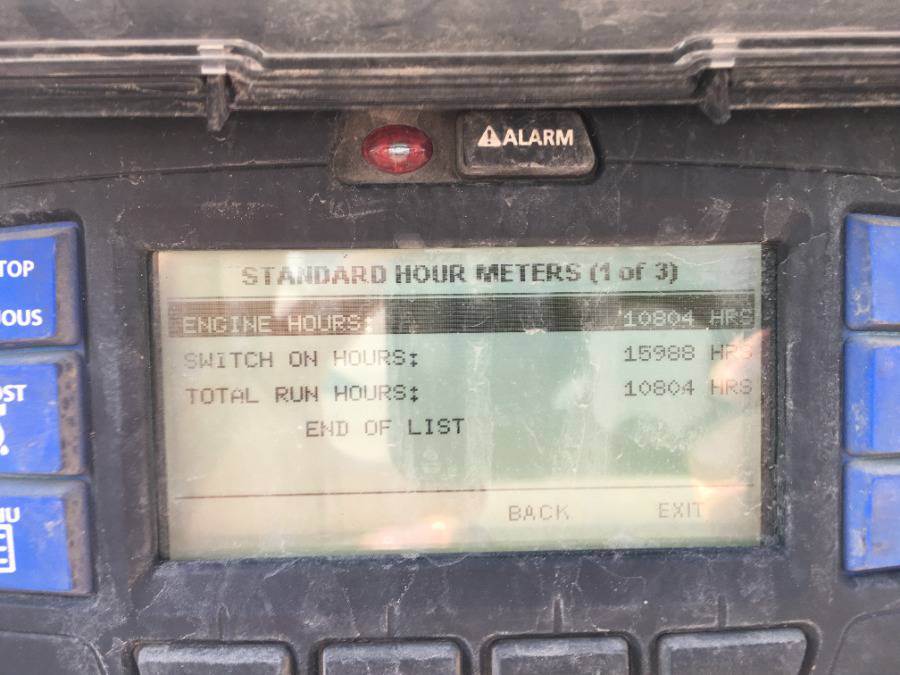 ALARM
STANDARD HOUR METERS (1 of 3)
ENGINE HOURS: 10804 HRS
SWITCH ON HOURS: 15988 HRS
TOTAL RUN HOURS: 10804 HRS
END OF LIST
BACK EXIT